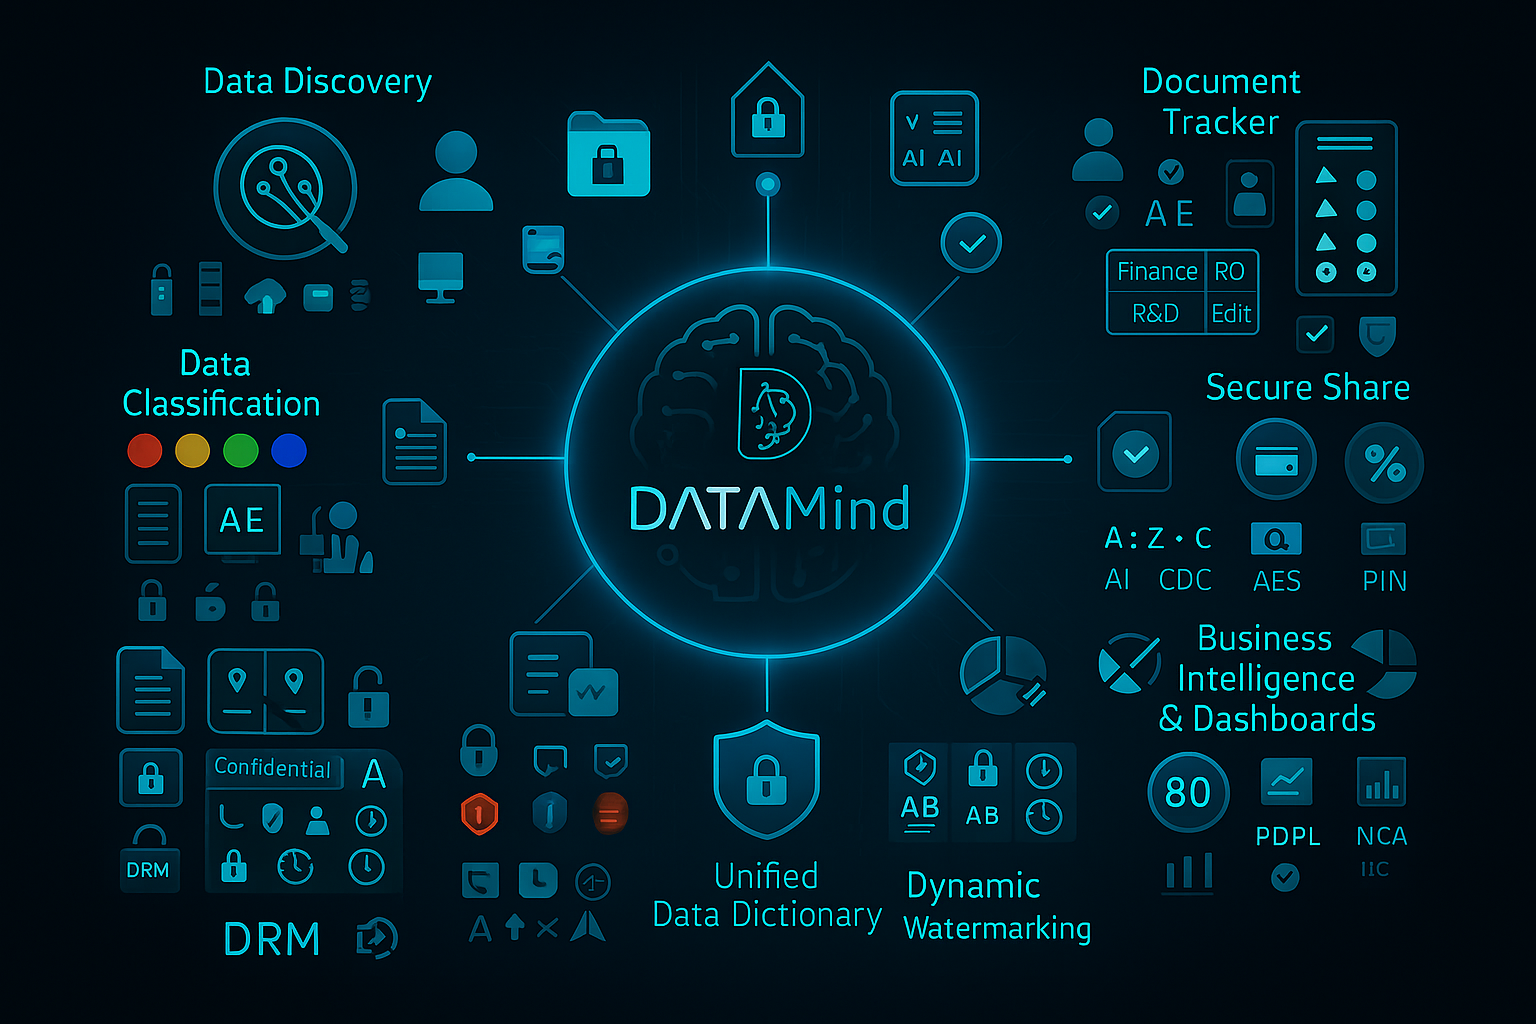 Data Discovery
V
AI AI
Document
Tracker
AE
Finance RO
R&D Edit
Data
Classification
AE
Secure Share
DATAMind
A:Z·C
AI CDC
AES
PIN
Business
Intelligence
& Dashboards
Confidential A
DRM
DRM
AB
AB
80
PDPL
NCA
IIC
Unified
Data Dictionary
Dynamic
Watermarking
A